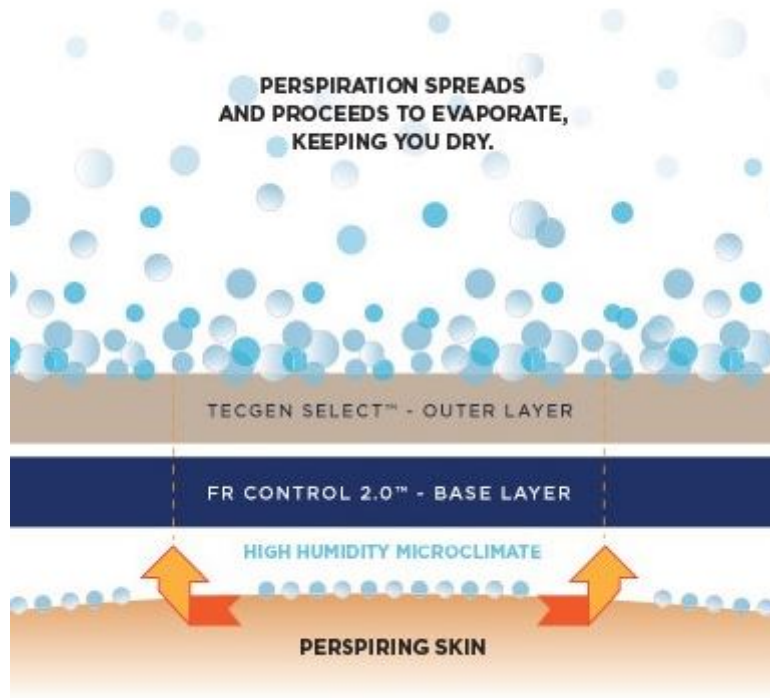 PERSPIRATION SPREADS
AND PROCEEDS TO EVAPORATE,
KEEPING YOU DRY.
TECGEN SELECT™ - OUTER LAYER
FR CONTROL 2.0™ - BASE LAYER
HIGH HUMIDITY MICROCLIMATE
PERSPIRING SKIN